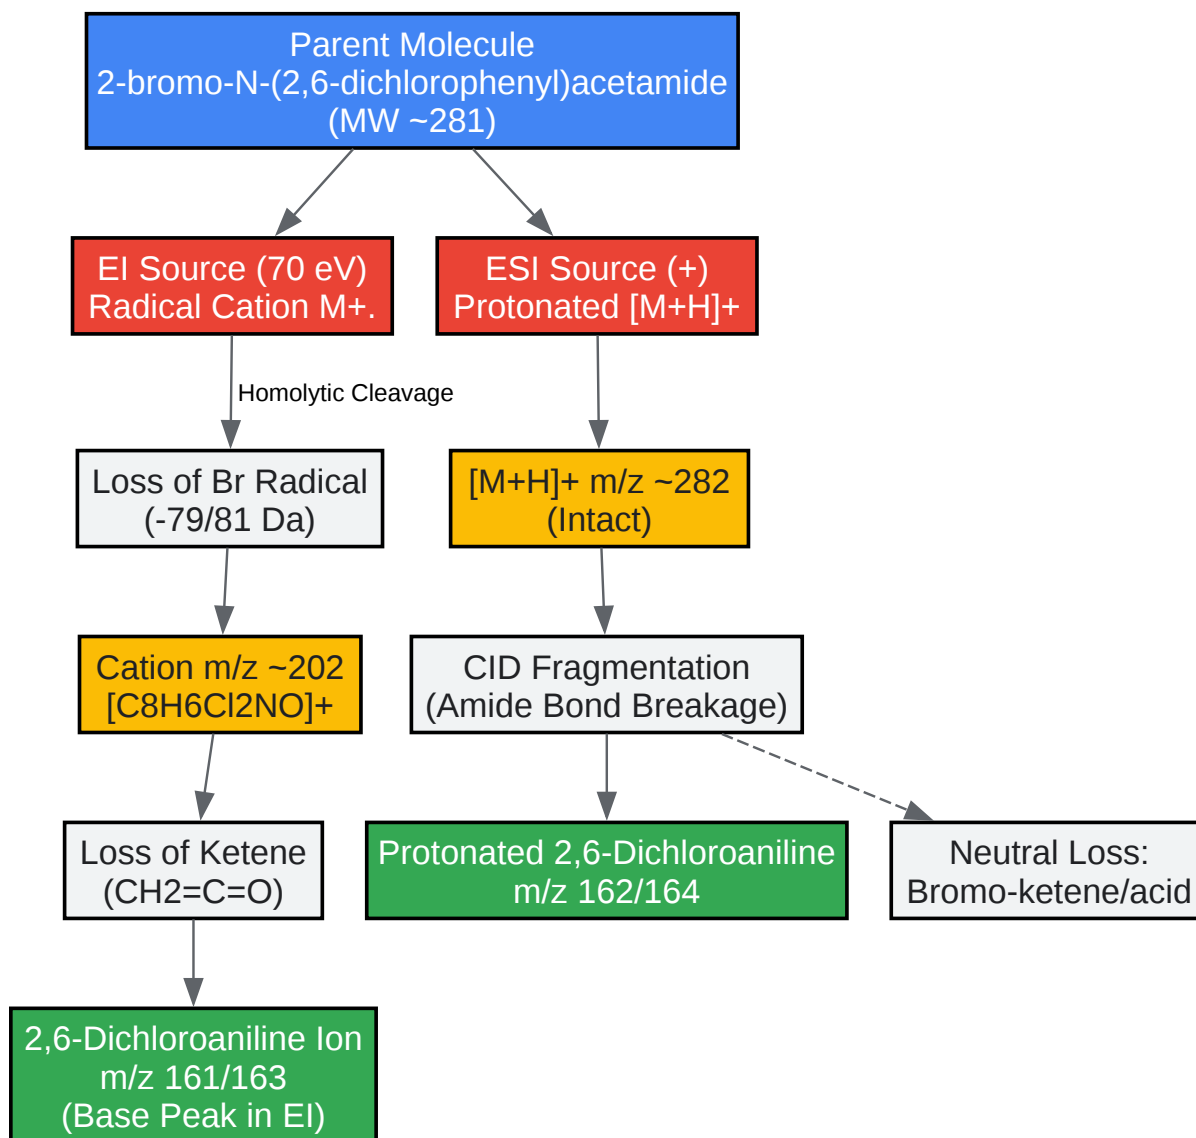 Parent Molecule
2-bromo-N-(2,6-dichlorophenyl)acetamide
(MW ~281)
EI Source (70 eV)
Radical Cation M+.
ESI Source (+)
Protonated [M+H]+
Homolytic Cleavage
Loss of Br Radical
(-79/81 Da)
[M+H]+ m/z ~282
(Intact)
Cation m/z ~202
[C8H6Cl2NO]+
CID Fragmentation
(Amide Bond Breakage)
Loss of Ketene
(CH2=C=O)
Protonated 2,6-Dichloroaniline
m/z 162/164
Neutral Loss:
Bromo-ketene/acid
2,6-Dichloroaniline Ion
m/z 161/163
(Base Peak in EI)